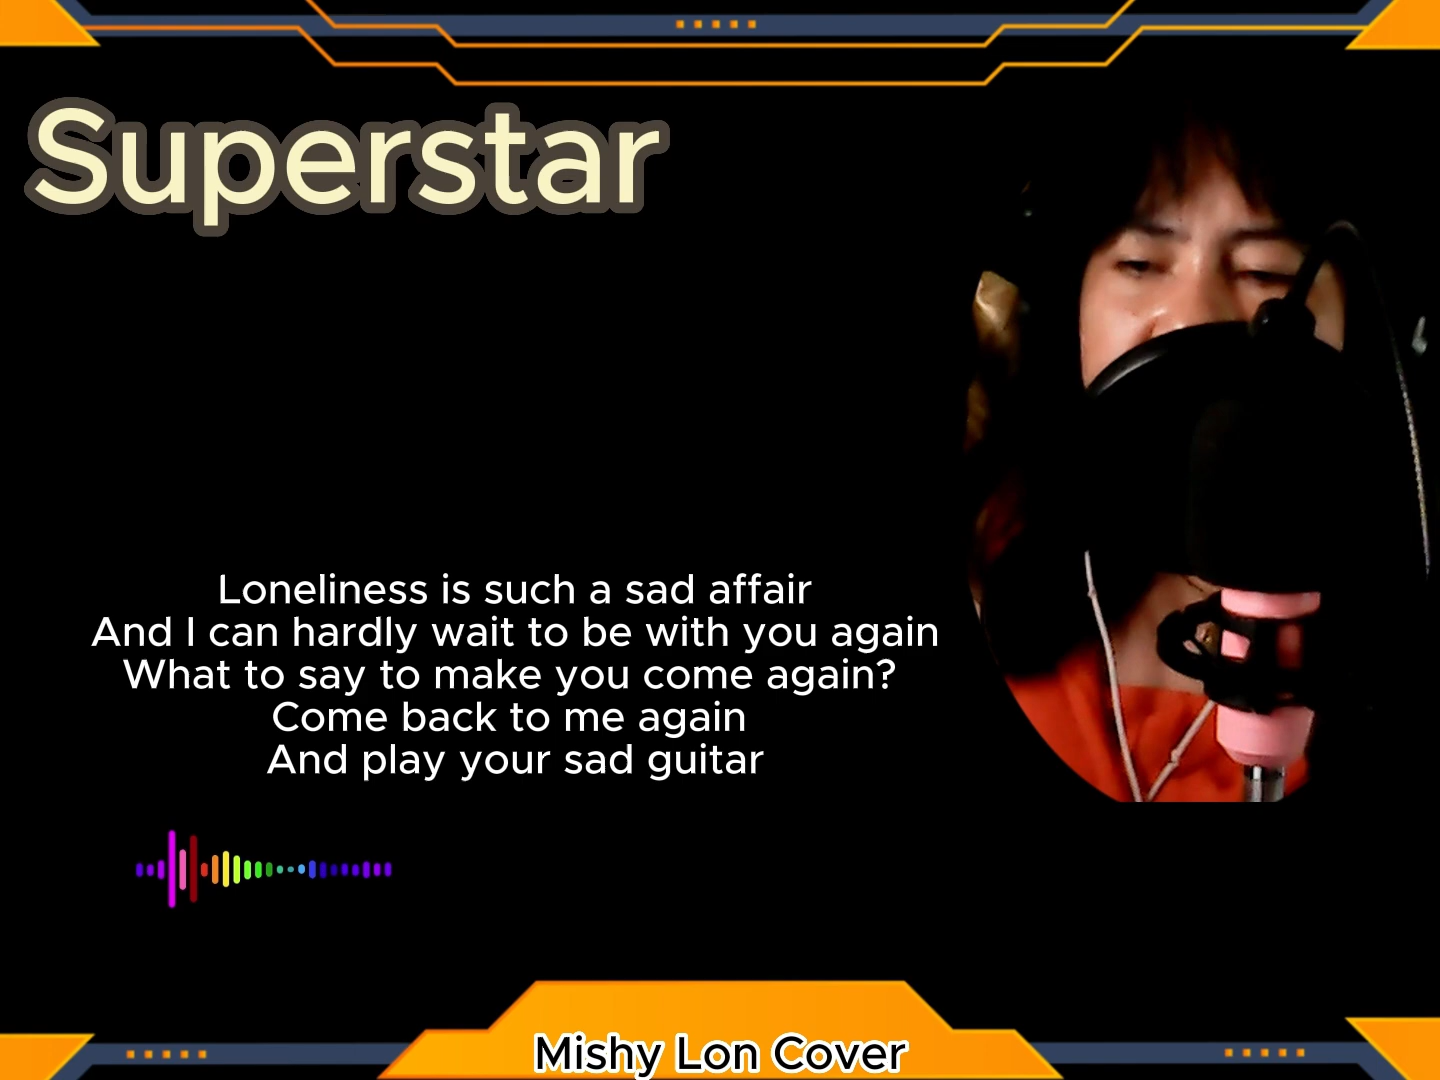 Superstar
Loneliness is such a sad affair
And I can hardly wait to be with you again
What to say to make you come again?
Come back to me again
And play your sad guitar
Mishy Lon Cover